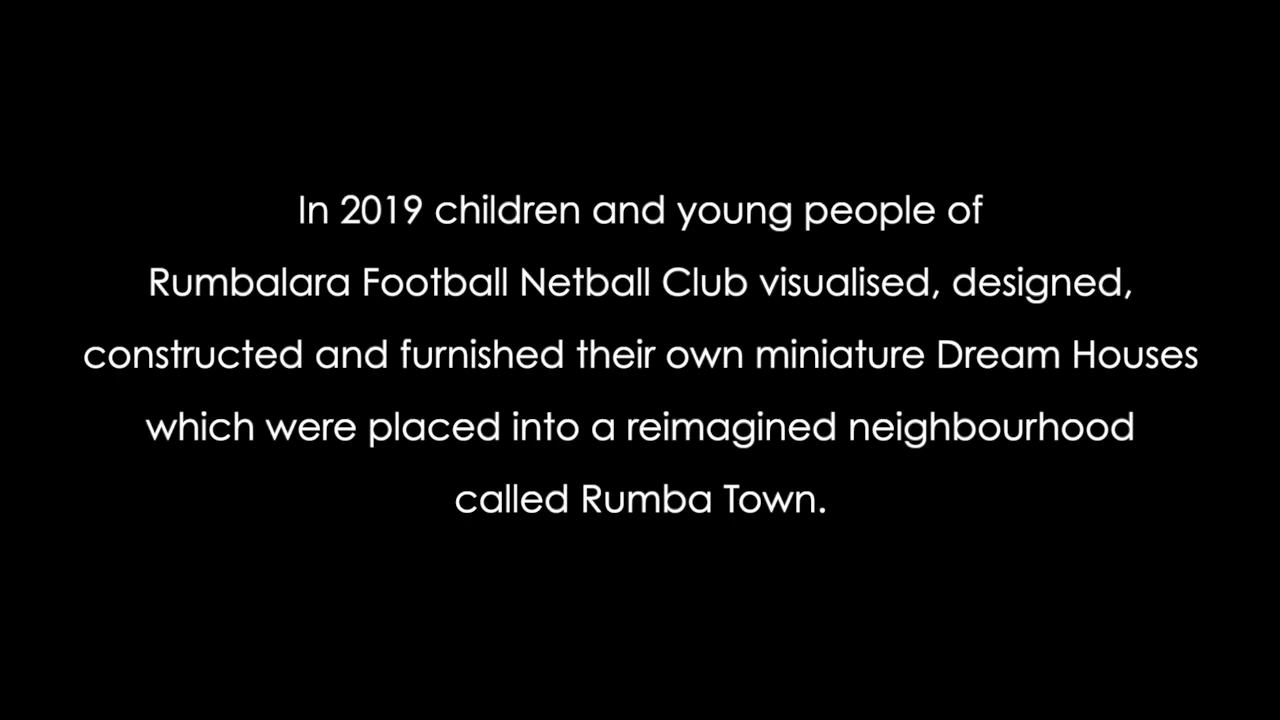 In 2019 children and young people of
Rumbalara Football Netball Club visualised, designed,
constructed and furnished their own miniature Dream Houses
which were placed into a reimagined neighbourhood
called Rumba Town.